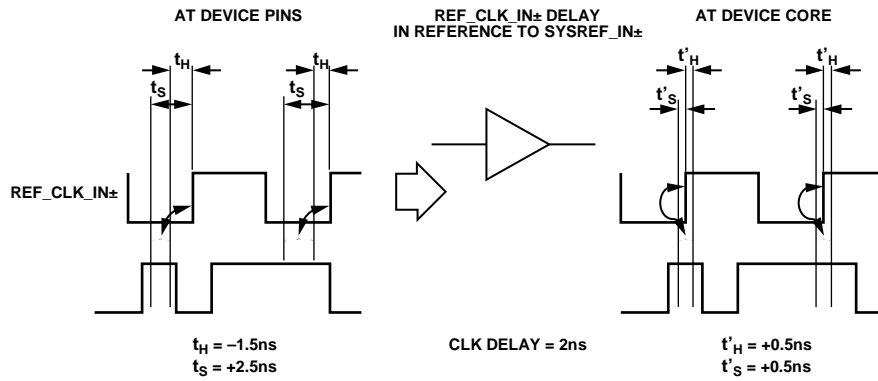 AT DEVICE PINS
REF_CLK_IN± DELAY
IN REFERENCE TO SYSREF_IN±
AT DEVICE CORE
tH
tH
t'H
t'H
tS
tS
t'S
t'S
REF_CLK_IN±
tH = –1.5ns
tS = +2.5ns
CLK DELAY = 2ns
t'H = +0.5ns
t'S = +0.5ns